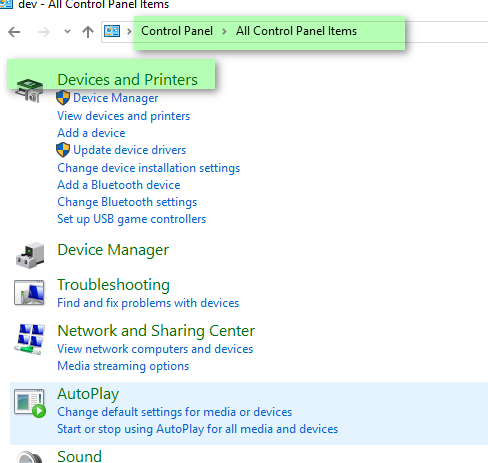 dev - All Control Panel Items
Control Panel > All Control Panel Items
Devices and Printers
Device Manager
View devices and printers
Add a device
Update device drivers
Change device installation settings
Add a Bluetooth device
Change Bluetooth settings
Set up USB game controllers
Device Manager
Troubleshooting
Find and fix problems with devices
Network and Sharing Center
View network computers and devices
Media streaming options
AutoPlay
Change default settings for media or devices
Start or stop using AutoPlay for all media and devices
Sound